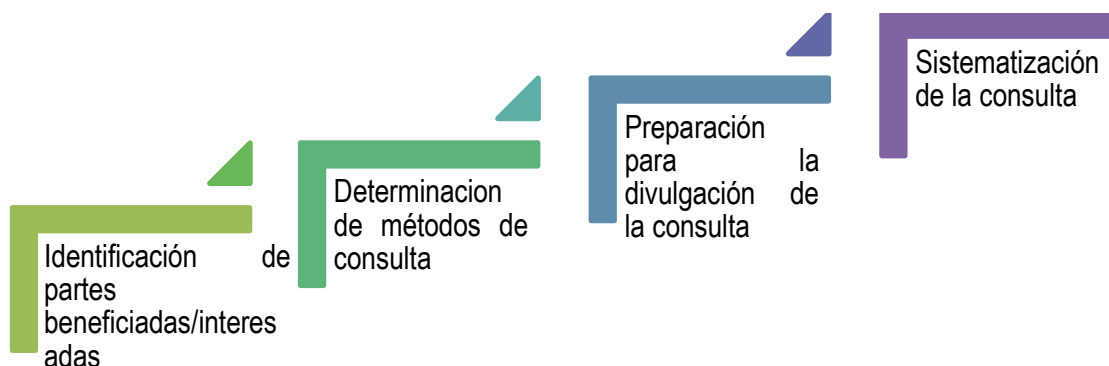 Identificación de
partes
beneficiadas/interes
adas
Determinacion
de métodos de
consulta
Preparación
para la
divulgación de
la consulta
Sistematización
de la consulta